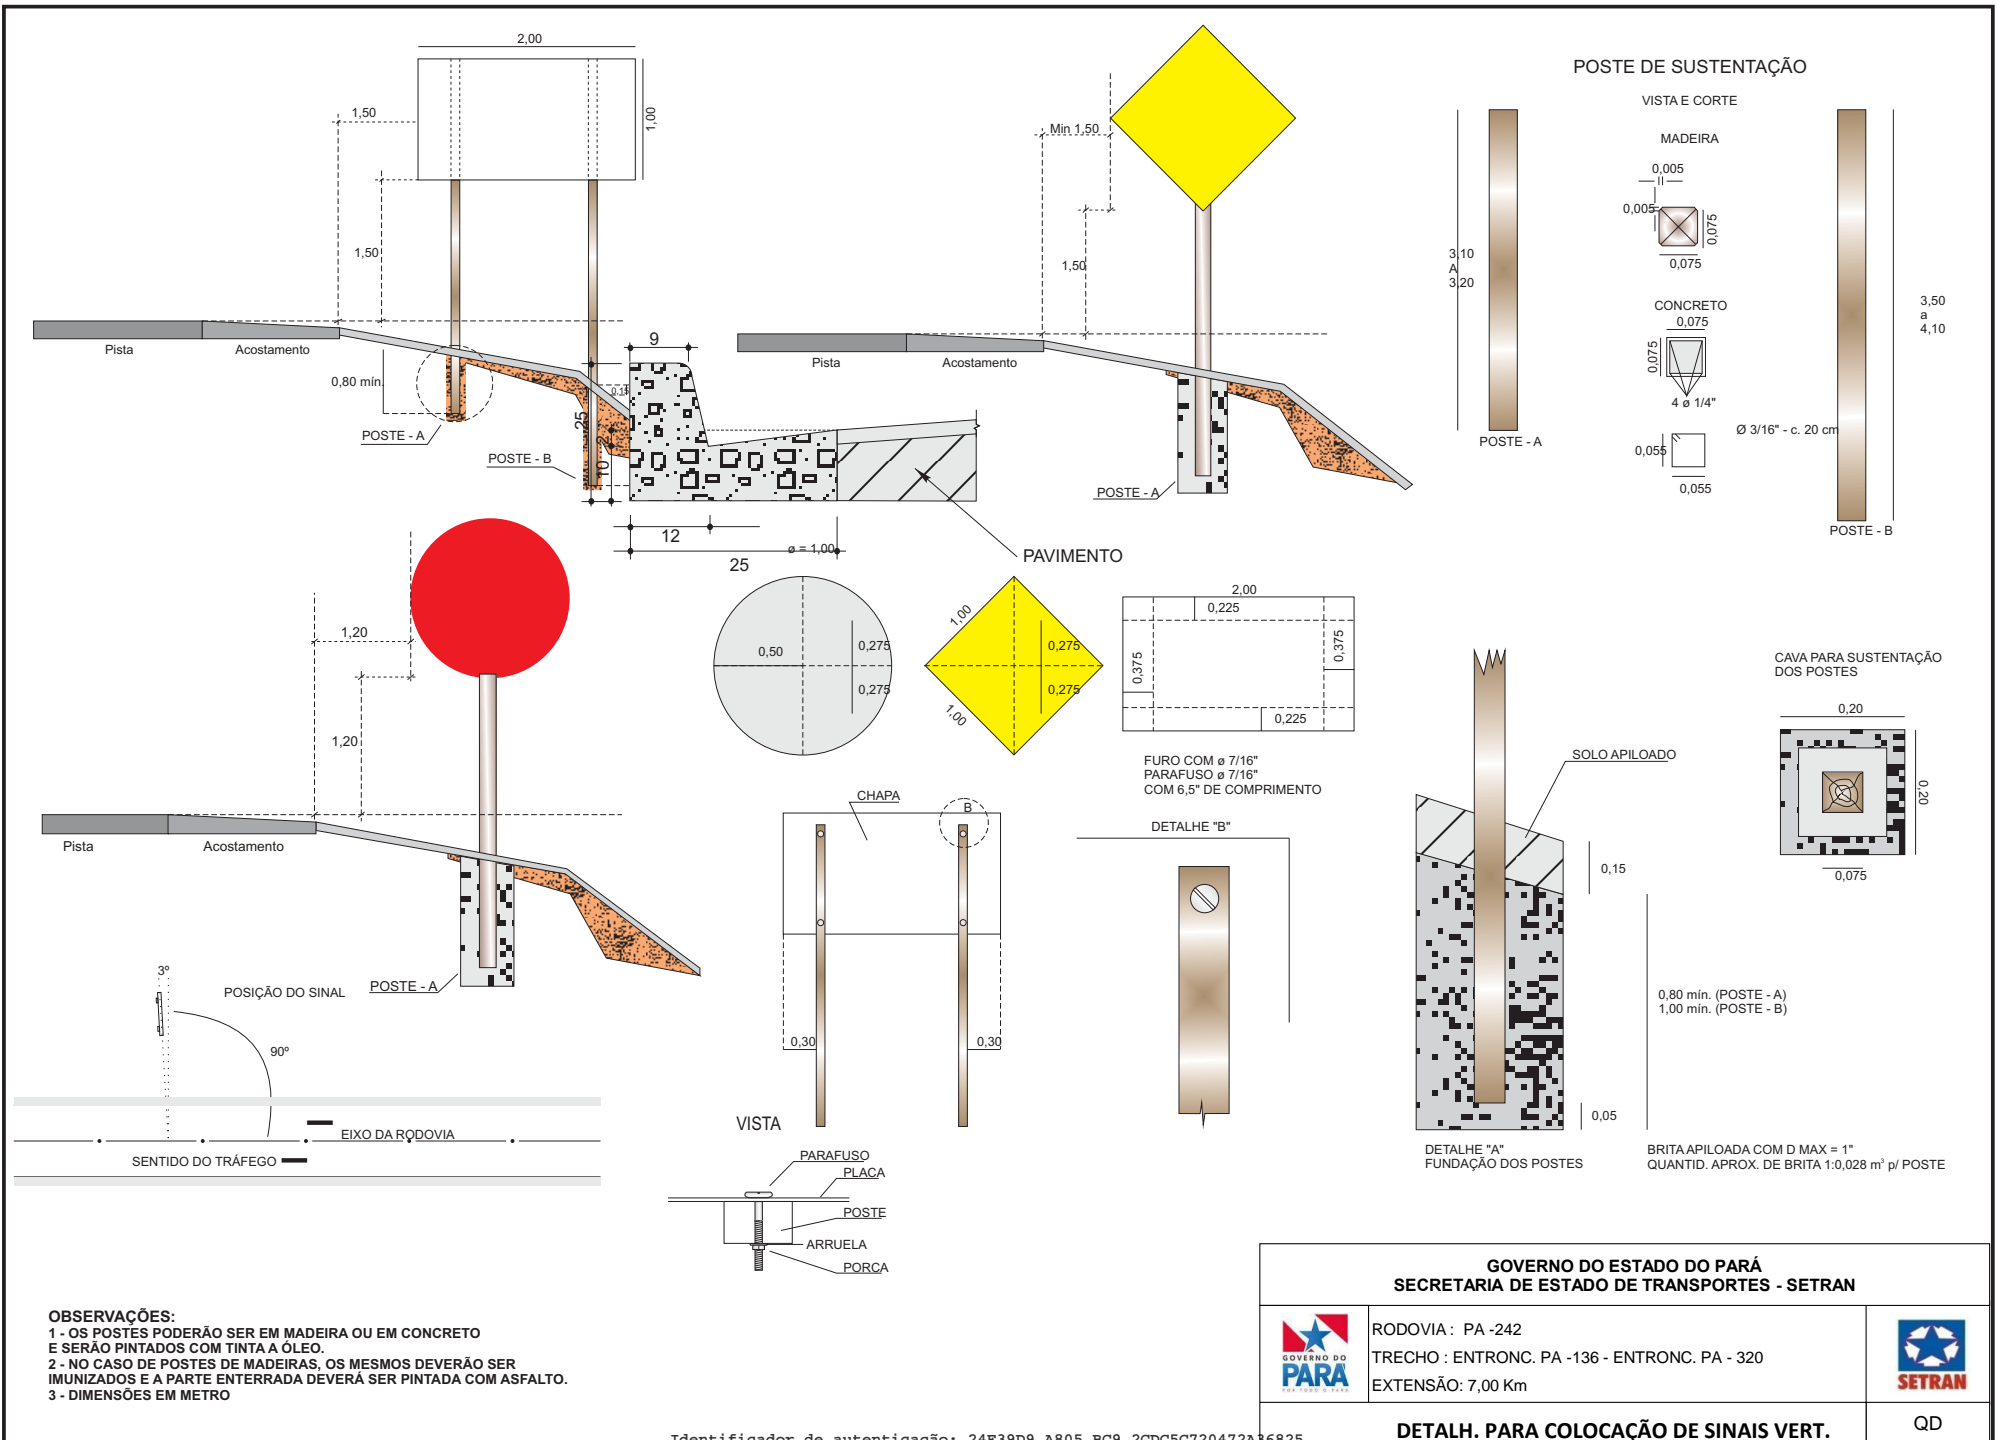 2,00
1,50
1,00
1,50
Pista
Acostamento
0,80 mín.
POSTE - A
POSTE - B
9
0,15
25
2
10
12
25
PAVIMENTO
Min 1,50
1,50
Pista
Acostamento
POSTE - A
POSTE DE SUSTENTAÇÃO
VISTA E CORTE
MADEIRA
0,005
0,005
0,075
0,075
CONCRETO
0,075
0,075
4 ø 1/4"
0,055
0,055
Ø 3/16" - c. 20 cm
3,10
A
3,20
POSTE - A
3,50
a
4,10
POSTE - B
1,20
1,20
Pista
Acostamento
POSTE - A
ø = 1,00
0,50
0,275
0,275
1,00
1,00
0,275
0,275
2,00
0,225
0,375
0,375
0,225
FURO COM ø 7/16"
PARAFUSO ø 7/16"
COM 6,5" DE COMPRIMENTO
CHAPA
B
0,30
0,30
VISTA
DETALHE "B"
SOLO APILOADO
0,15
0,80 mín. (POSTE - A)
1,00 mín. (POSTE - B)
0,05
DETALHE "A"
FUNDAÇÃO DOS POSTES
BRITA APILOADA COM D MAX = 1"
QUANTID. APROX. DE BRITA 1:0,028 m³ p/ POSTE
CAVA PARA SUSTENTAÇÃO
DOS POSTES
0,20
0,20
0,075
3º
POSIÇÃO DO SINAL
90º
EIXO DA RODOVIA
SENTIDO DO TRÁFEGO
PARAFUSO
PLACA
POSTE
ARRUELA
PORCA
OBSERVAÇÕES:
1 - OS POSTES PODERÃO SER EM MADEIRA OU EM CONCRETO
E SERÃO PINTADOS COM TINTA A ÓLEO.
2 - NO CASO DE POSTES DE MADEIRAS, OS MESMOS DEVERÃO SER
IMUNIZADOS E A PARTE ENTERRADA DEVERÁ SER PINTADA COM ASFALTO.
3 - DIMENSÕES EM METRO
GOVERNO DO ESTADO DO PARÁ
SECRETARIA DE ESTADO DE TRANSPORTES - SETRAN
GOVERNO DO
PARÁ
POR TODO O PARÁ
RODOVIA : PA -242
TRECHO : ENTRONC. PA -136 - ENTRONC. PA - 320
EXTENSÃO: 7,00 Km
SETRAN
DETALH. PARA COLOCAÇÃO DE SINAIS VERT.
QD
Identificador de autenticação: